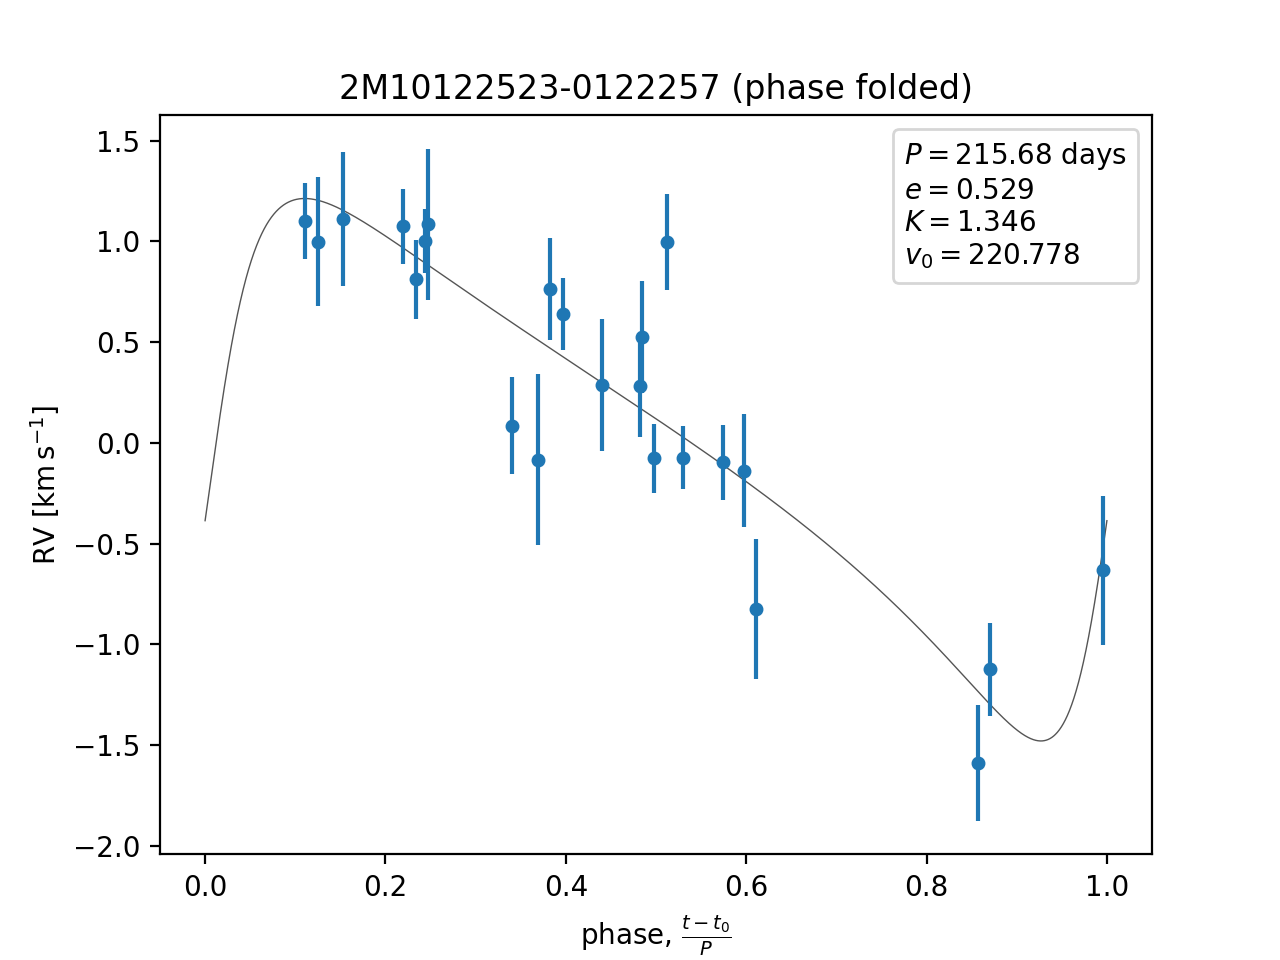 2M10122523-0122257 (phase folded)
P = 215.68 days
e = 0.529
K = 1.346
v₀ = 220.778
RV [km s⁻¹]
1.5
1.0
0.5
0.0
−0.5
−1.0
−1.5
−2.0
0.0 0.2 0.4 0.6 0.8 1.0
phase, (t − t₀)/P